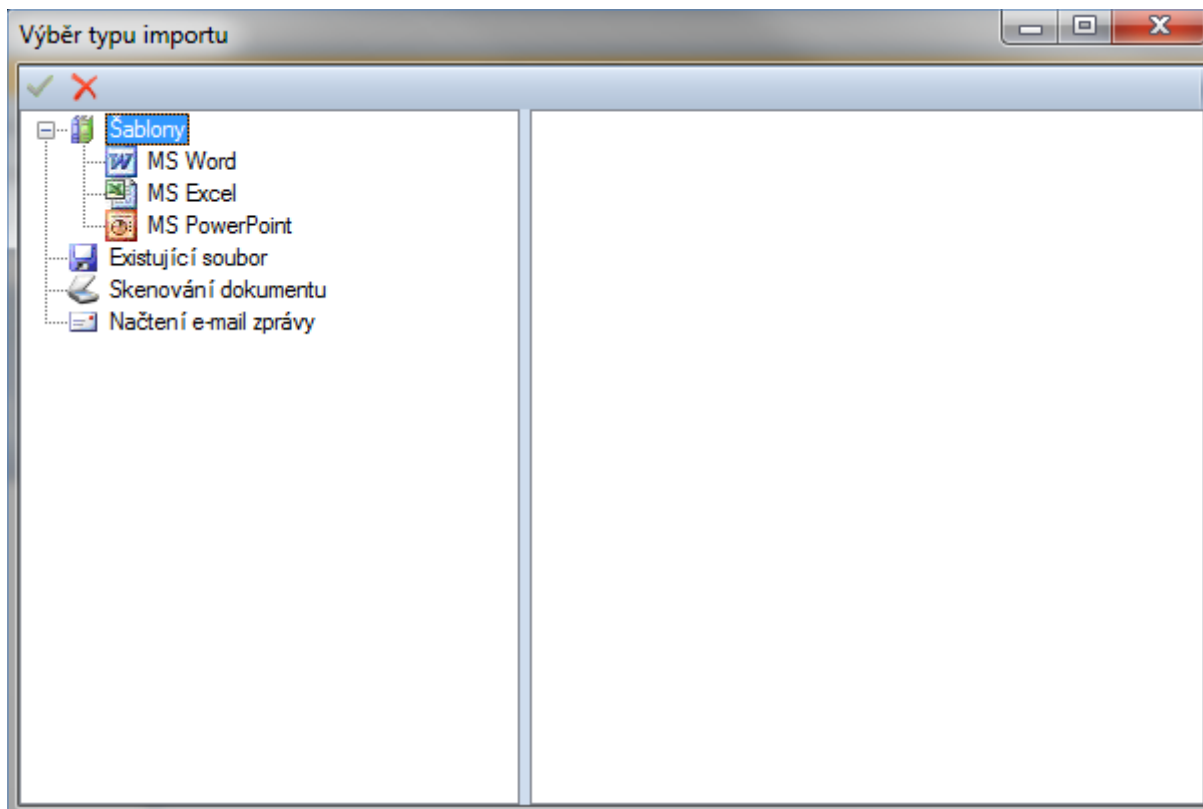 Výběr typu importu
Šablony
MS Word
MS Excel
MS PowerPoint
Existující soubor
Skenování dokumentu
Načtení e-mail zprávy